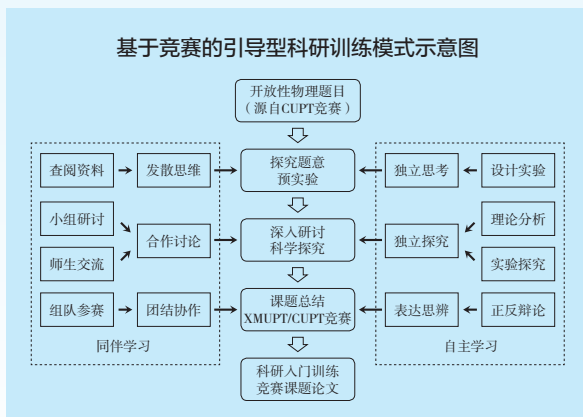 基于竞赛的引导型科研训练模式示意图
开放性物理题目
（源自CUPT竞赛）
查阅资料
发散思维
探究题意
预实验
独立思考
设计实验
小组研讨
师生交流
合作讨论
深入研讨
科学探究
独立探究
理论分析
实验探究
组队参赛
团结协作
课题总结
XMUPT/CUPT竞赛
表达思辨
正反辩论
同伴学习
自主学习
科研入门训练
竞赛课题论文